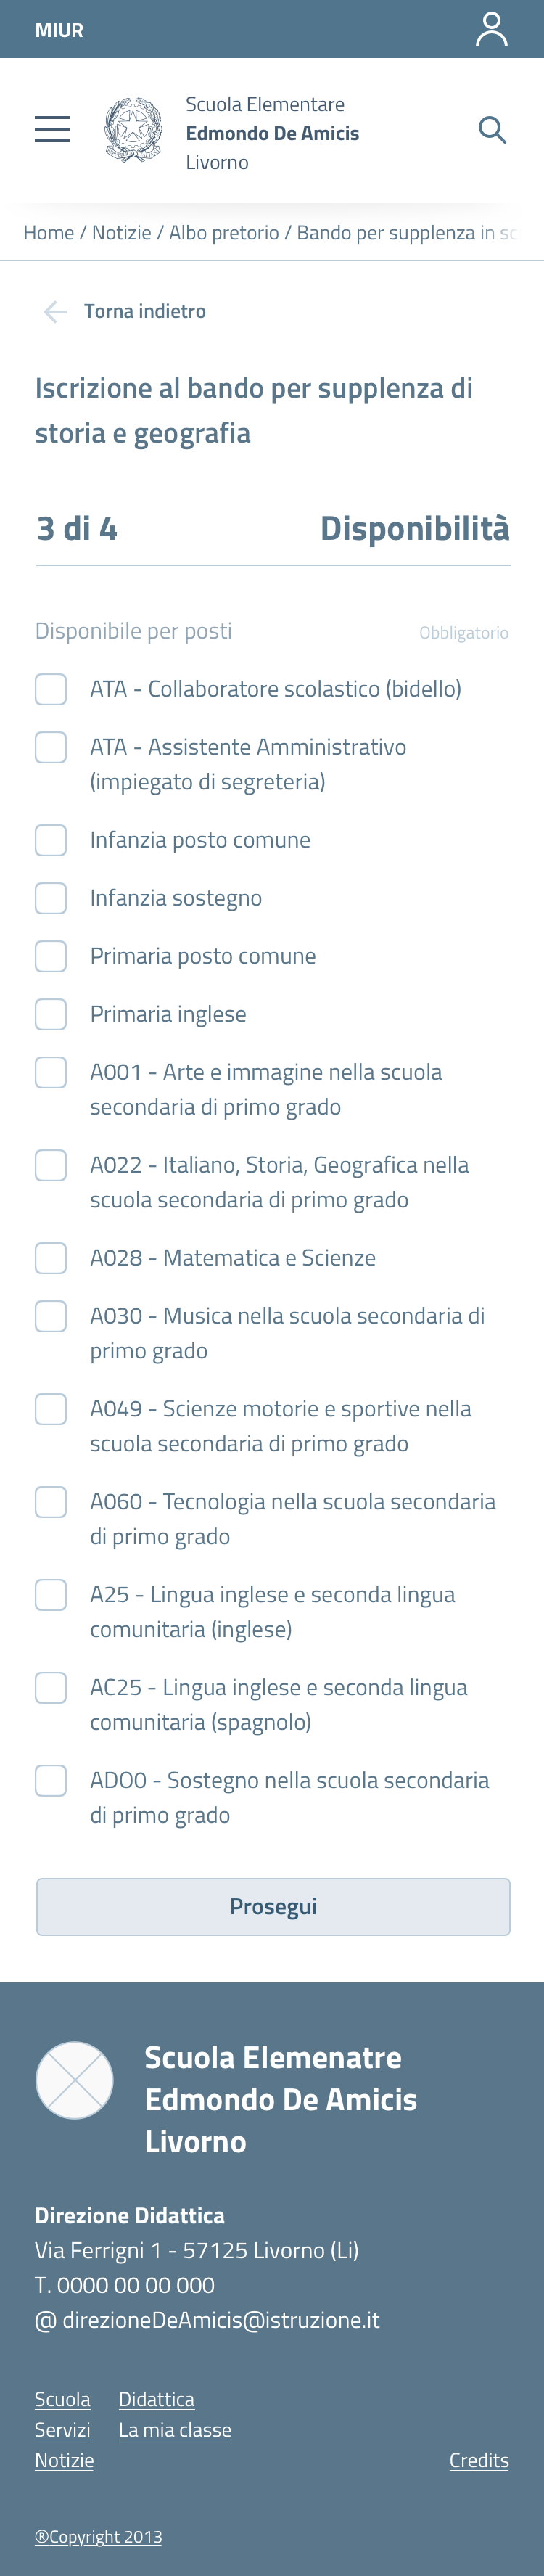 MIUR
Scuola Elementare
Edmondo De Amicis
Livorno
Home / Notizie / Albo pretorio / Bando per supplenza in
Torna indietro
Iscrizione al bando per supplenza di
storia e geografia
3 di 4 Disponibilità
Disponibile per posti Obbligatorio
ATA - Collaboratore scolastico (bidello)
ATA - Assistente Amministrativo
(impiegato di segreteria)
Infanzia posto comune
Infanzia sostegno
Primaria posto comune
Primaria inglese
A001 - Arte e immagine nella scuola
secondaria di primo grado
A022 - Italiano, Storia, Geografica nella
scuola secondaria di primo grado
A028 - Matematica e Scienze
A030 - Musica nella scuola secondaria di
primo grado
A049 - Scienze motorie e sportive nella
scuola secondaria di primo grado
A060 - Tecnologia nella scuola secondaria
di primo grado
A25 - Lingua inglese e seconda lingua
comunitaria (inglese)
AC25 - Lingua inglese e seconda lingua
comunitaria (spagnolo)
ADO0 - Sostegno nella scuola secondaria
di primo grado
Prosegui
Scuola Elemenatre
Edmondo De Amicis
Livorno
Direzione Didattica
Via Ferrigni 1 - 57125 Livorno (Li)
T. 0000 00 00 000
@ direzioneDeAmicis@istruzione.it
Scuola Didattica
Servizi La mia classe
Notizie Credits
®Copyright 2013